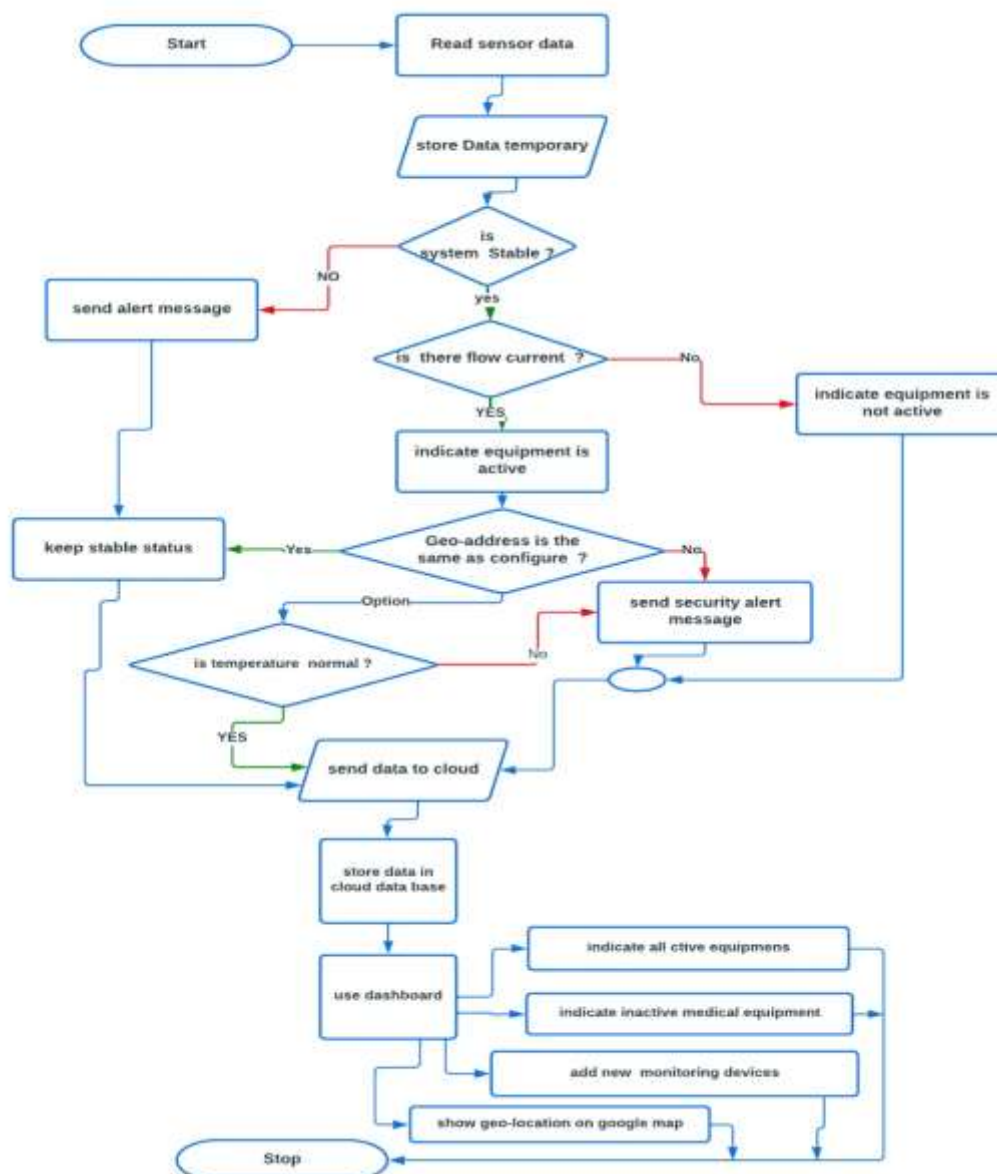 Start
Read sensor data
store Data temporary
is
system Stable ?
NO
yes
send alert message
is there flow current ?
No
YES
indicate equipment is
not active
indicate equipment is
active
keep stable status
Yes
Geo-address is the
same as configure ?
No
send security alert
message
Option
is temperature normal ?
No
YES
send data to cloud
store data in
cloud data base
use dashboard
indicate all ctive equipmens
indicate inactive medical equipment
add new monitoring devices
show geo-location on google map
Stop